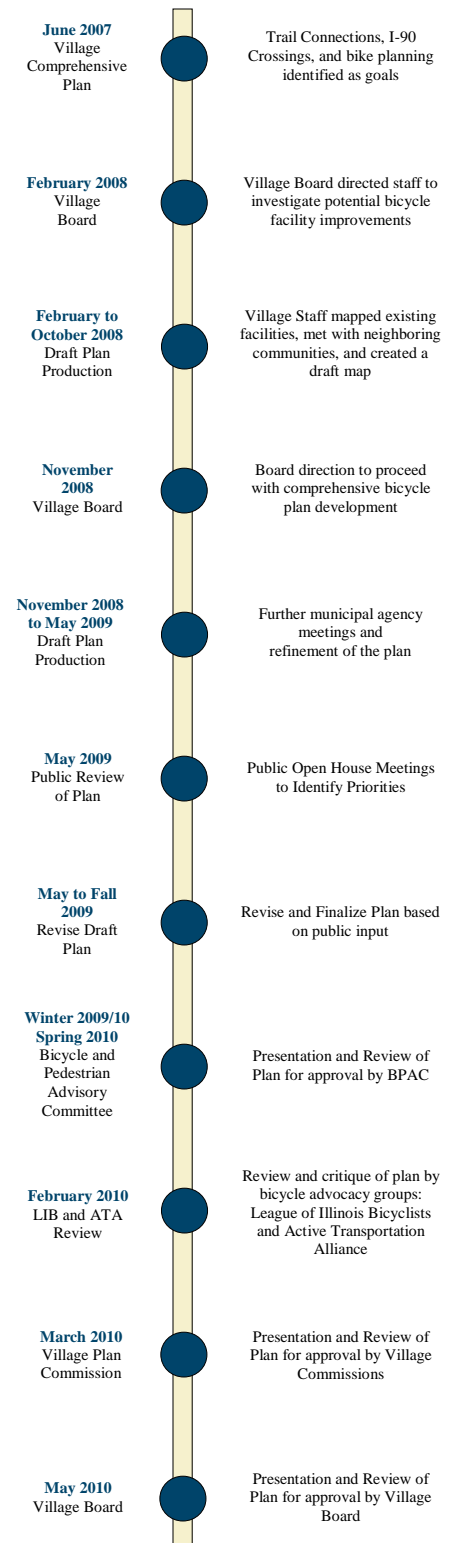 June 2007
Village
Comprehensive
Plan
Trail Connections, I-90
Crossings, and bike planning
identified as goals
February 2008
Village
Board
Village Board directed staff to
investigate potential bicycle
facility improvements
February to
October 2008
Draft Plan
Production
Village Staff mapped existing
facilities, met with neighboring
communities, and created a
draft map
November
2008
Village Board
Board direction to proceed
with comprehensive bicycle
plan development
November 2008
to May 2009
Draft Plan
Production
Further municipal agency
meetings and
refinement of the plan
May 2009
Public Review
of Plan
Public Open House Meetings
to Identify Priorities
May to Fall
2009
Revise Draft
Plan
Revise and Finalize Plan based
on public input
Winter 2009/10
Spring 2010
Bicycle and
Pedestrian
Advisory
Committee
Presentation and Review of
Plan for approval by BPAC
February 2010
LIB and ATA
Review
Review and critique of plan by
bicycle advocacy groups:
League of Illinois Bicyclists
and Active Transportation
Alliance
March 2010
Village Plan
Commission
Presentation and Review of
Plan for approval by Village
Commissions
May 2010
Village Board
Presentation and Review of
Plan for approval by Village
Board